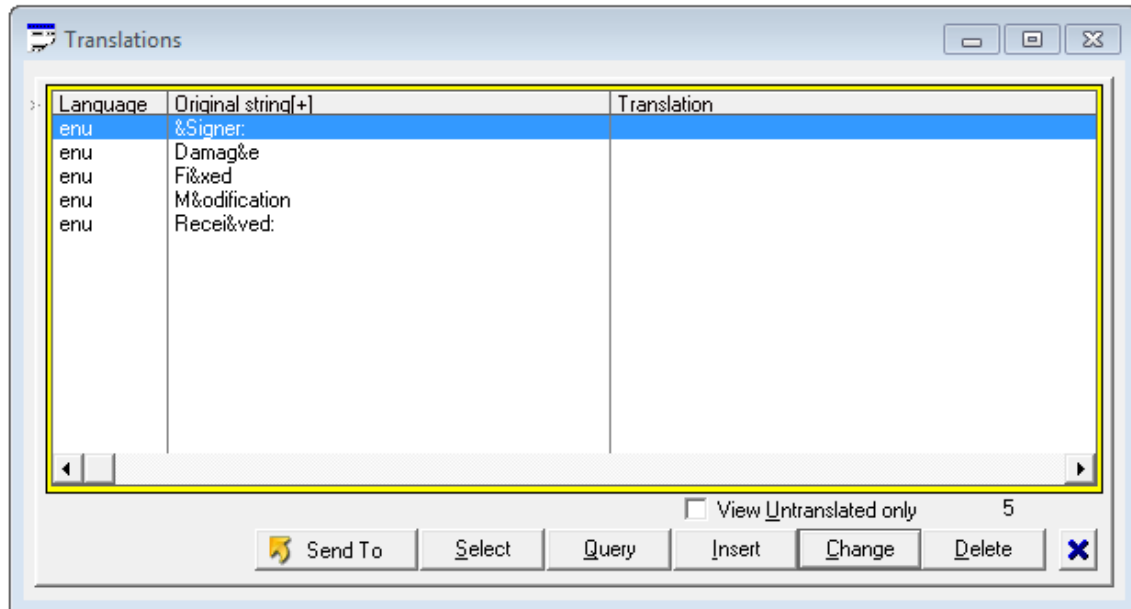 Translations
Language Original string[+] Translation
enu &Signer:
enu Damag&e
enu Fi&xed
enu M&odification
enu Recei&ved:
View Untranslated only 5
Send To Select Query Insert Change Delete